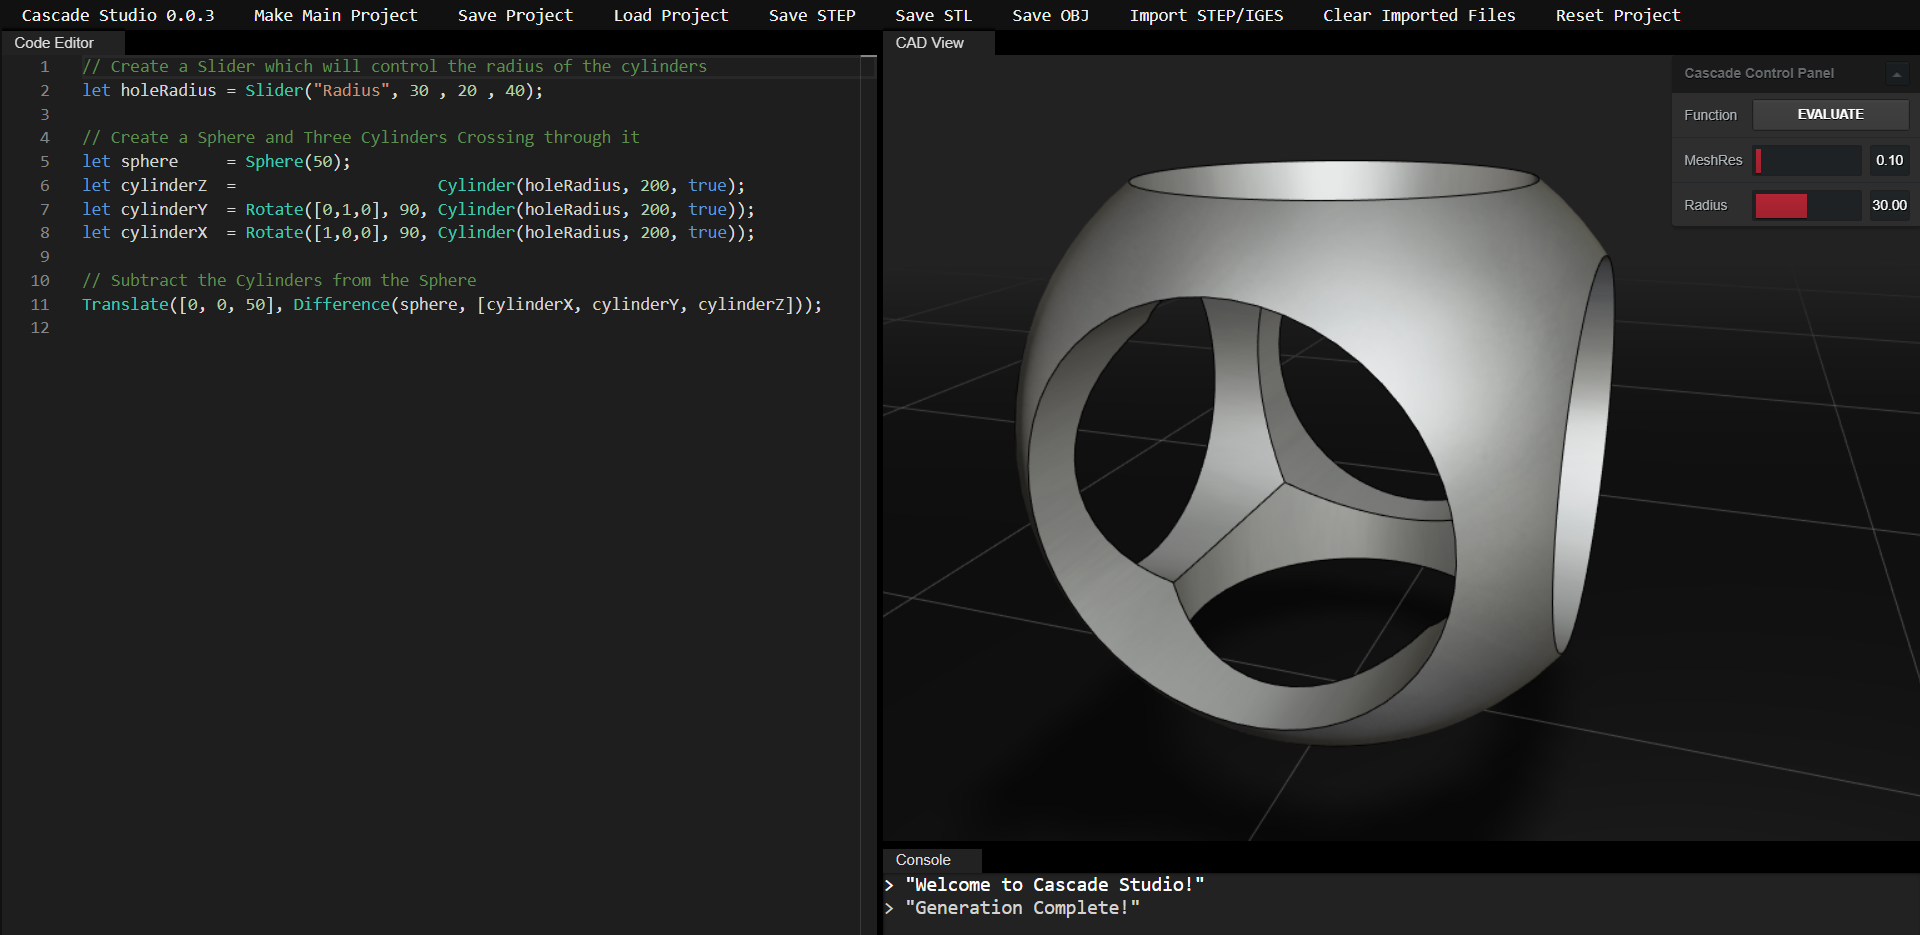 Cascade Studio 0.0.3 Make Main Project Save Project Load Project Save STEP Save STL Save OBJ Import STEP/IGES Clear Imported Files Reset Project
Code Editor
1 // Create a Slider which will control the radius of the cylinders
2 let holeRadius = Slider("Radius", 30 , 20 , 40);
3
4 // Create a Sphere and Three Cylinders Crossing through it
5 let sphere     = Sphere(50);
6 let cylinderZ  =                     Cylinder(holeRadius, 200, true);
7 let cylinderY  = Rotate([0,1,0], 90, Cylinder(holeRadius, 200, true));
8 let cylinderX  = Rotate([1,0,0], 90, Cylinder(holeRadius, 200, true));
9
10 // Subtract the Cylinders from the Sphere
11 Translate([0, 0, 50], Difference(sphere, [cylinderX, cylinderY, cylinderZ]));
12
CAD View
Cascade Control Panel
Function EVALUATE
MeshRes 0.10
Radius 30.00
Console
> "Welcome to Cascade Studio!"
> "Generation Complete!"